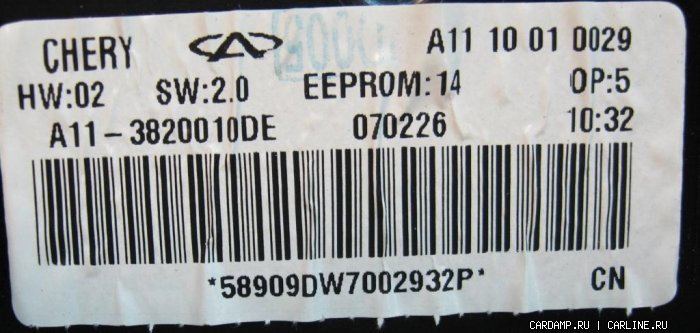 CHERY A11 10 01 0029
HW:02 SW:2.0 EEPROM:14 OP:5
A11-3820010DE 070226 10:32
*58909DW7002932P* CN
CARDAMP.RU | CARLINE.RU